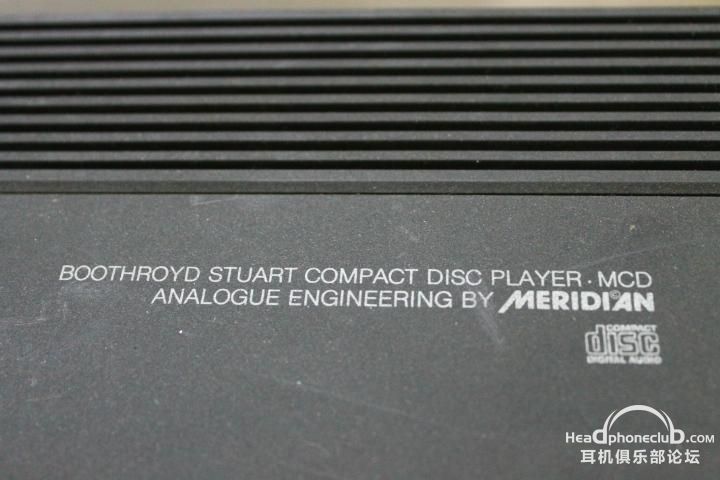 BOOTHROYD STUART COMPACT DISC PLAYER · MCD
ANALOGUE ENGINEERING BY MERIDIAN
COMPACT
disc
DIGITAL AUDIO
Headphoneclub.com
耳机俱乐部论坛